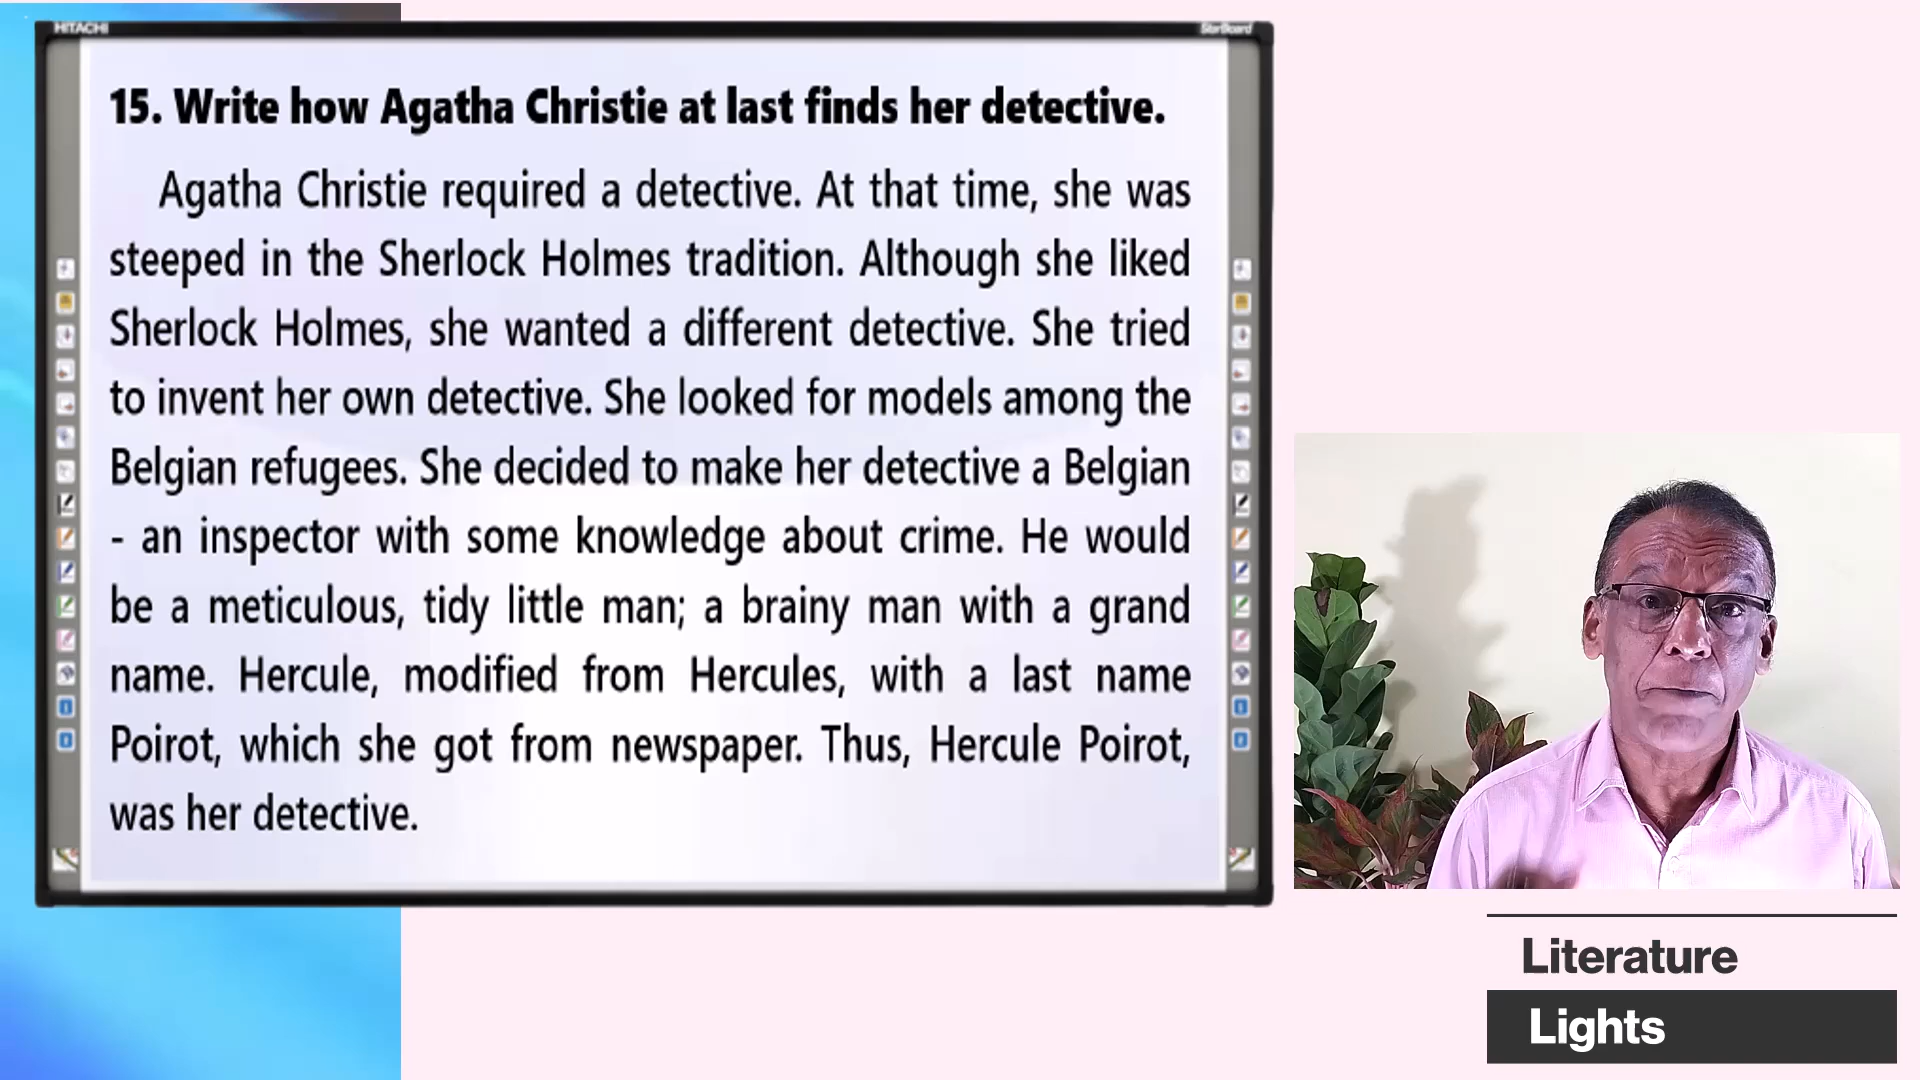 HITACHI
StarBoard
15. Write how Agatha Christie at last finds her detective.
Agatha Christie required a detective. At that time, she was
steeped in the Sherlock Holmes tradition. Although she liked
Sherlock Holmes, she wanted a different detective. She tried
to invent her own detective. She looked for models among the
Belgian refugees. She decided to make her detective a Belgian
- an inspector with some knowledge about crime. He would
be a meticulous, tidy little man; a brainy man with a grand
name. Hercule, modified from Hercules, with a last name
Poirot, which she got from newspaper. Thus, Hercule Poirot,
was her detective.
Literature
Lights